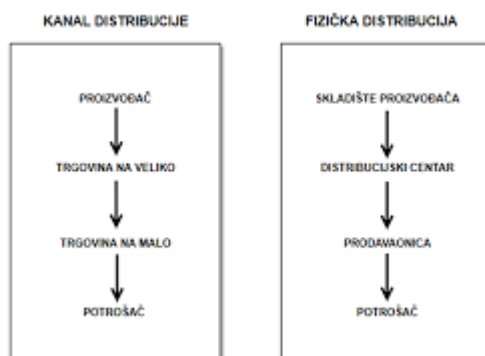 KANAL DISTRIBUCIJE
PROIZVOĐAČ
TRGOVINA NA VELIKO
TRGOVINA NA MALO
POTROŠAČ
FIZIČKA DISTRIBUCIJA
SKLADIŠTE PROIZVOĐAČA
DISTRIBUCIJSKI CENTAR
PRODAVAONICA
POTROŠAČ